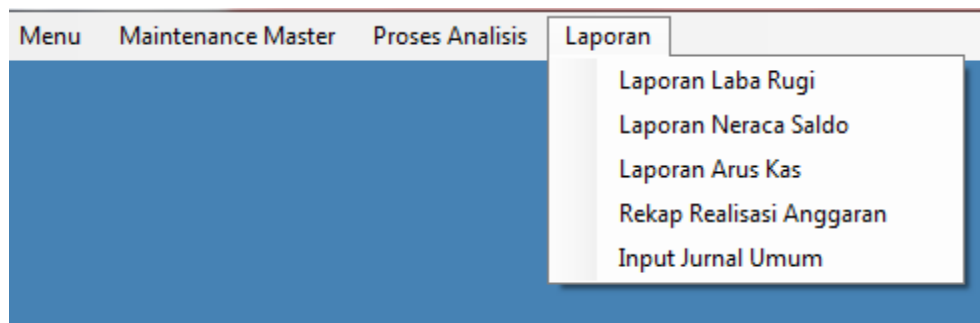 Menu Maintenance Master Proses Analisis Laporan
Laporan Laba Rugi
Laporan Neraca Saldo
Laporan Arus Kas
Rekap Realisasi Anggaran
Input Jurnal Umum